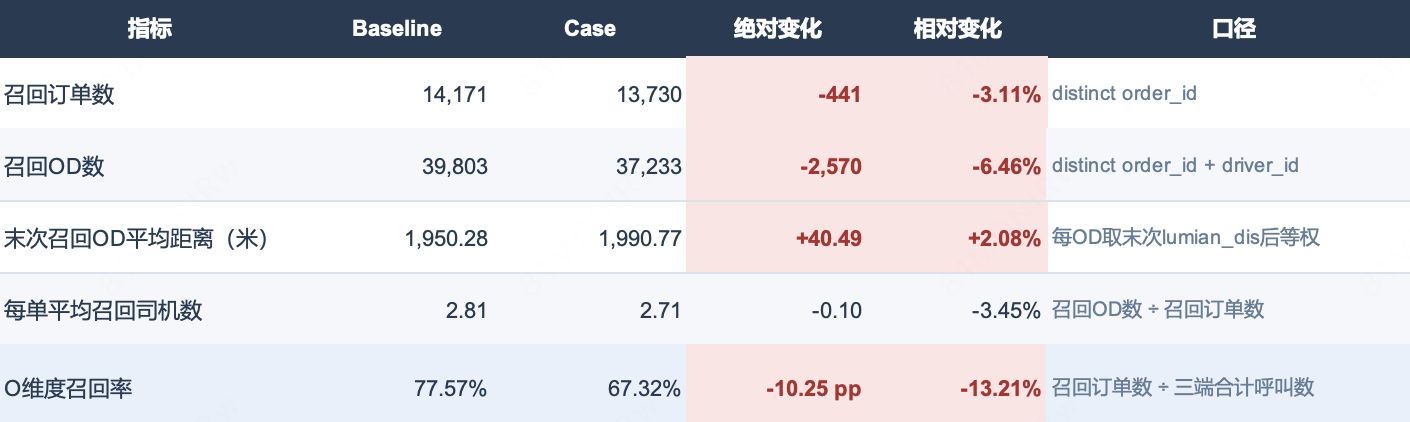 指标 Baseline Case 绝对变化 相对变化 口径
召回订单数 14,171 13,730 -441 -3.11% distinct order_id
召回OD数 39,803 37,233 -2,570 -6.46% distinct order_id + driver_id
末次召回OD平均距离（米） 1,950.28 1,990.77 +40.49 +2.08% 每OD取末次lumian_dis后等权
每单平均召回司机数 2.81 2.71 -0.10 -3.45% 召回OD数 ÷ 召回订单数
O维度召回率 77.57% 67.32% -10.25 pp -13.21% 召回订单数 ÷ 三端合计呼叫数